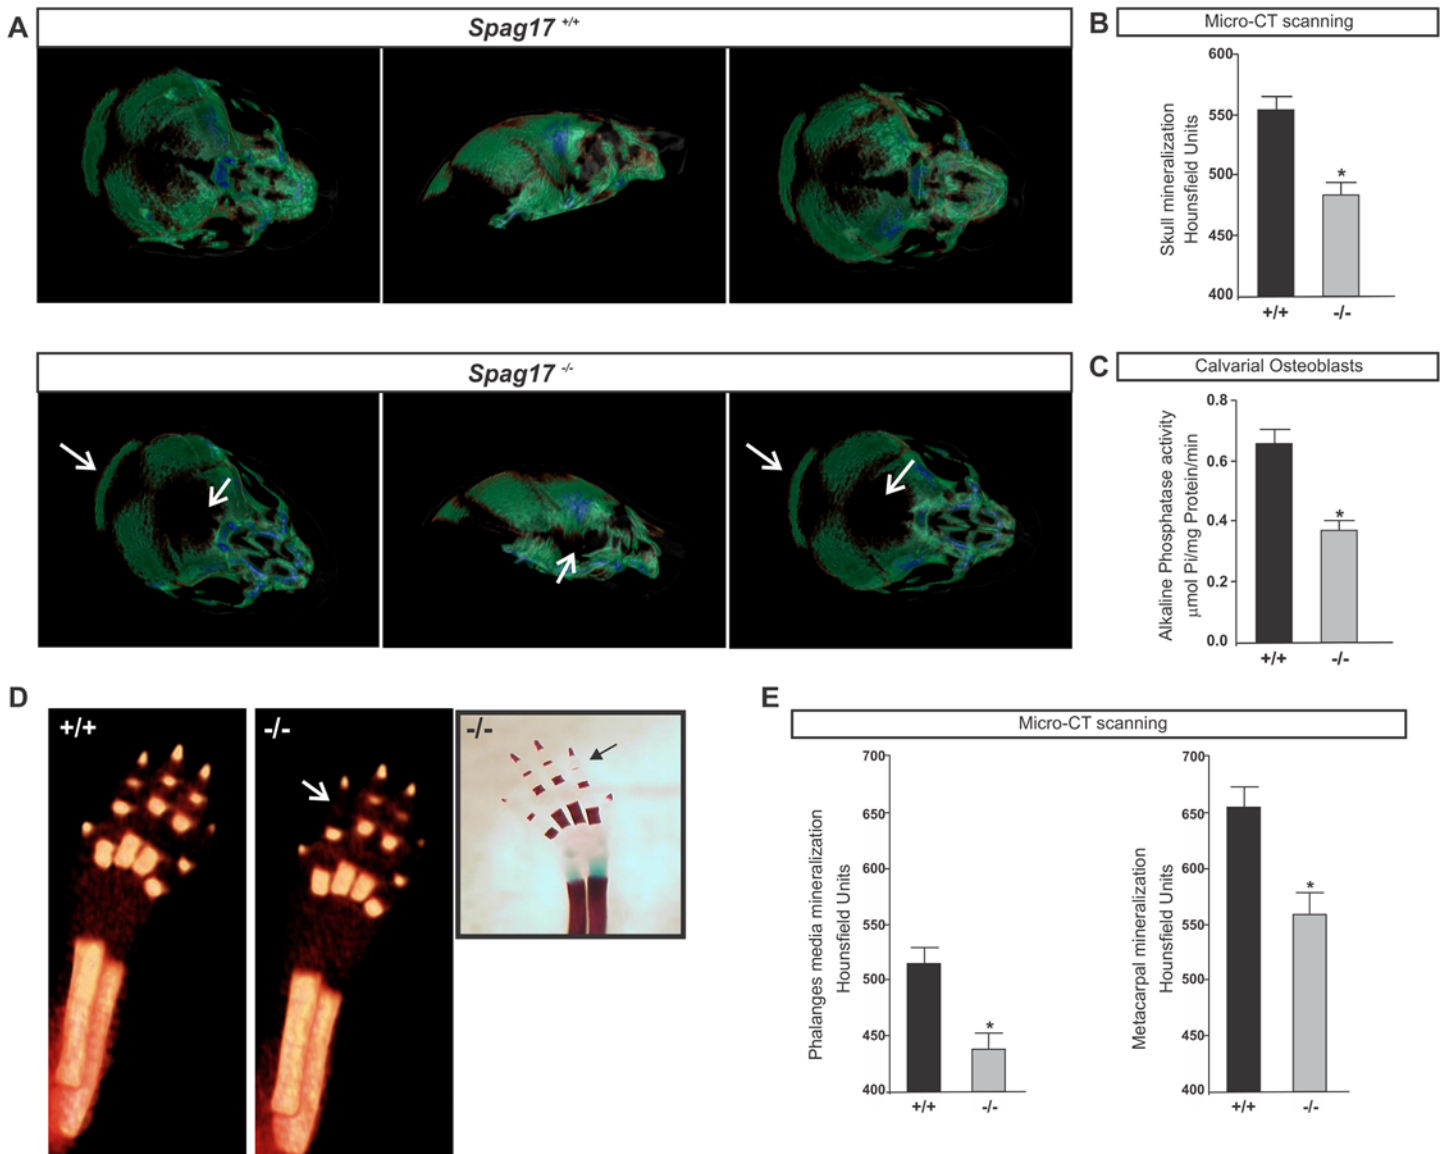 A
Spag17 +/+
B
Micro-CT scanning
Skull mineralization
Hounsfield Units
600
550
500
450
400
*
+/+
-/-
Spag17 -/-
C
Calvarial Osteoblasts
Alkaline Phosphatase activity
µmol Pi/mg Protein/min
0.8
0.6
0.4
0.2
0.0
*
+/+
-/-
D
+/+
-/-
-/-
E
Micro-CT scanning
Phalanges media mineralization
Hounsfield Units
700
650
600
550
500
450
400
*
+/+
-/-
Metacarpal mineralization
Hounsfield Units
700
650
600
550
500
450
400
*
+/+
-/-